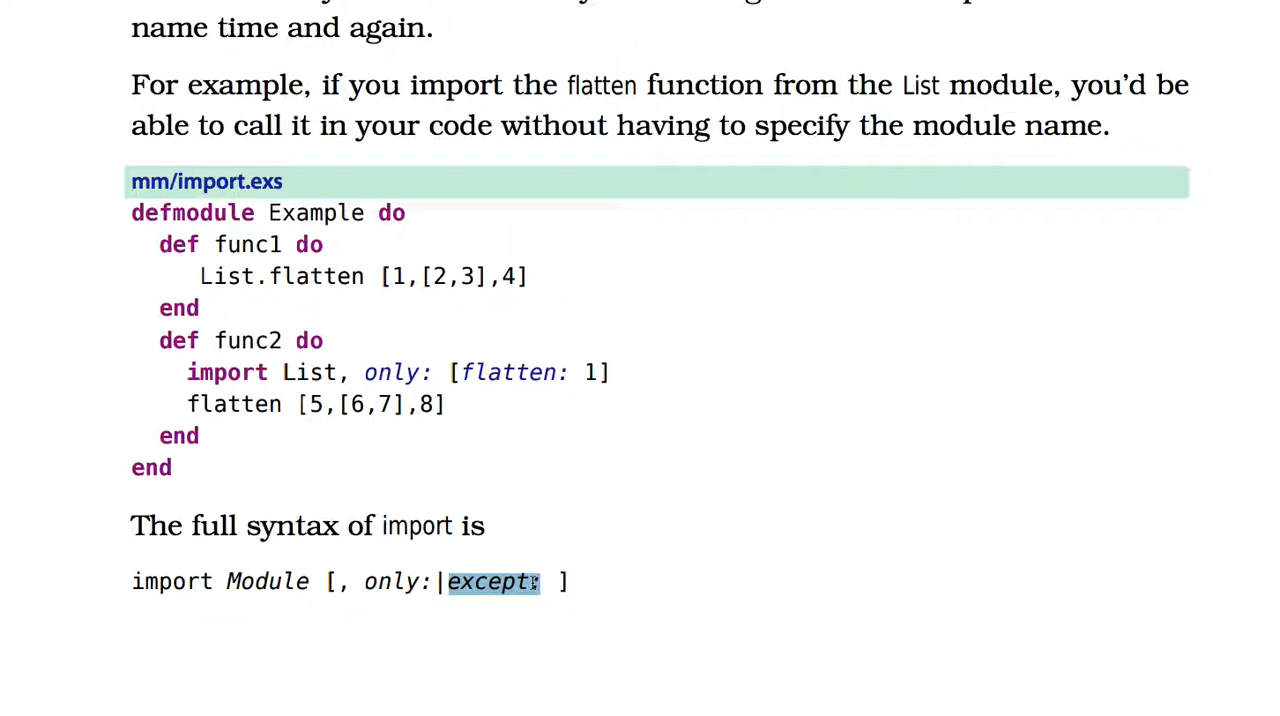 name time and again.
For example, if you import the flatten function from the List module, you’d be
able to call it in your code without having to specify the module name.
mm/import.exs
defmodule Example do
  def func1 do
     List.flatten [1,[2,3],4]
  end
  def func2 do
    import List, only: [flatten: 1]
    flatten [5,[6,7],8]
  end
end
The full syntax of import is
import Module [, only:|except: ]